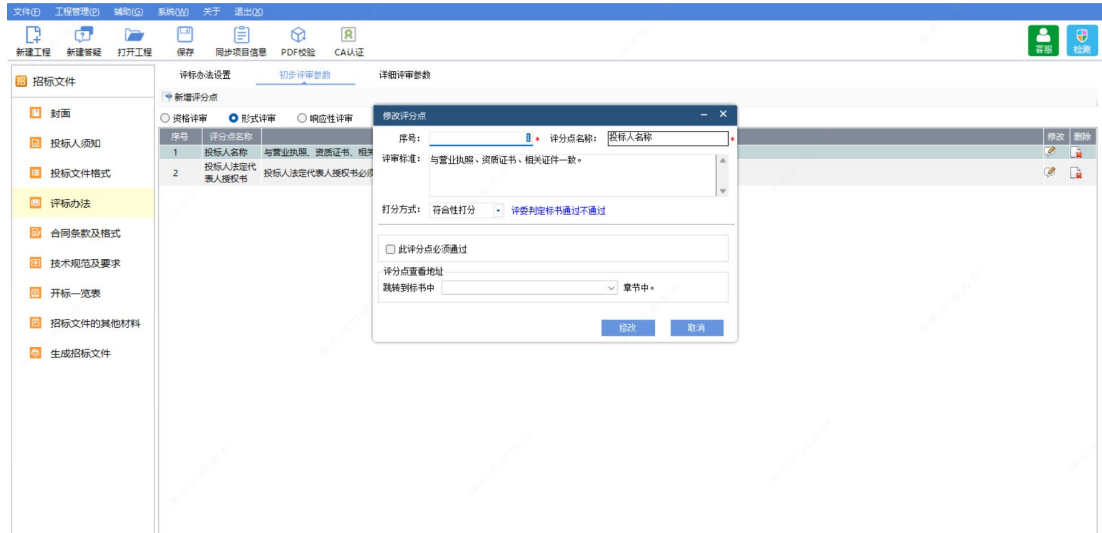 文件(F) 工程管理(P) 辅助(G) 系统(W) 关于 退出(X)
新建工程 新建答疑 打开工程 保存 同步项目信息 PDF校验 CA认证 客服 检测
招标文件
封面
投标人须知
投标文件格式
评标办法
合同条款及格式
技术规范及要求
开标一览表
招标文件的其他材料
生成招标文件
评标办法设置 初步评审参数 详细评审参数
新增评分点
资格评审 形式评审 响应性评审
序号 评分点名称 修改 删除
1 投标人名称 与营业执照、资质证书、相关
2 投标人法定代表人授权书 投标人法定代表人授权书必须
修改评分点
序号: 1 * 评分点名称: 投标人名称 *
评审标准: 与营业执照、资质证书、相关证件一致。
打分方式: 符合性打分 评委判定标书通过不通过
此评分点必须通过
评分点查看地址
跳转到标书中 章节中。
修改 取消